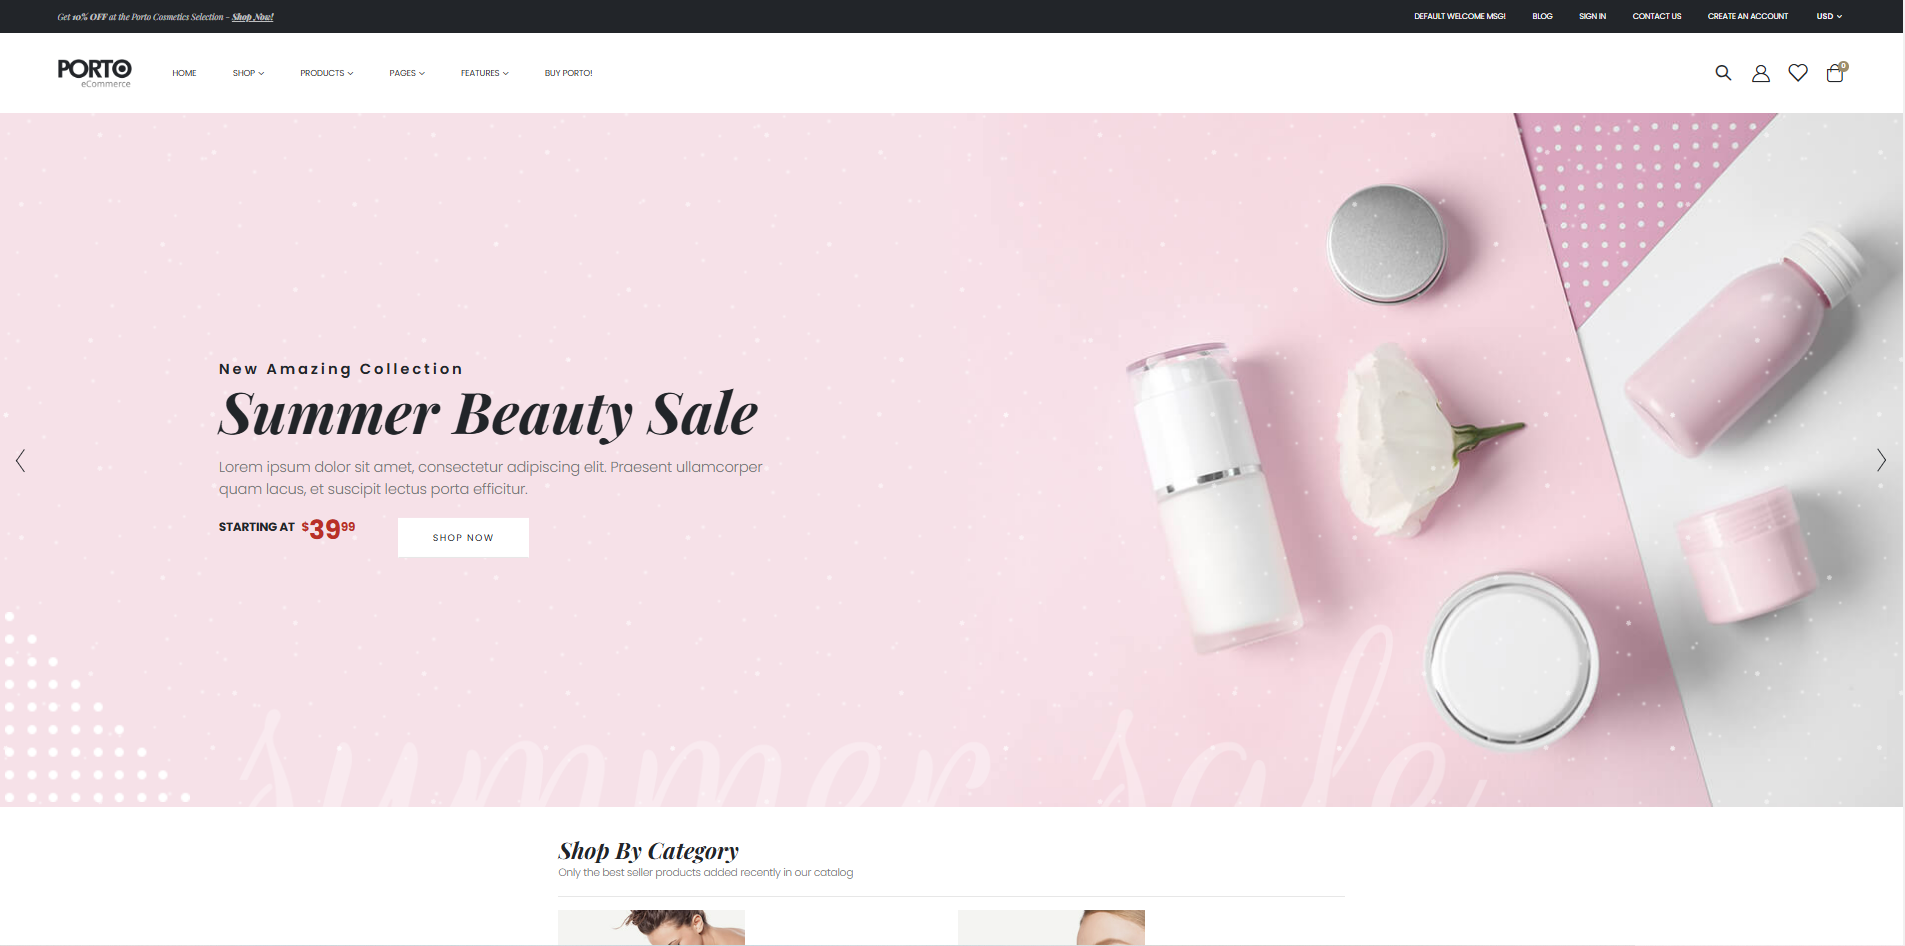 Get 10% OFF at the Porto Cosmetics Selection - Shop Now!
DEFAULT WELCOME MSG! BLOG SIGN IN CONTACT US CREATE AN ACCOUNT USD
PORTO
eCommerce
HOME SHOP PRODUCTS PAGES FEATURES BUY PORTO!
0
New Amazing Collection
Summer Beauty Sale
Lorem ipsum dolor sit amet, consectetur adipiscing elit. Praesent ullamcorper
quam lacus, et suscipit lectus porta efficitur.
STARTING AT $3999
SHOP NOW
summer sale
Shop By Category
Only the best seller products added recently in our catalog